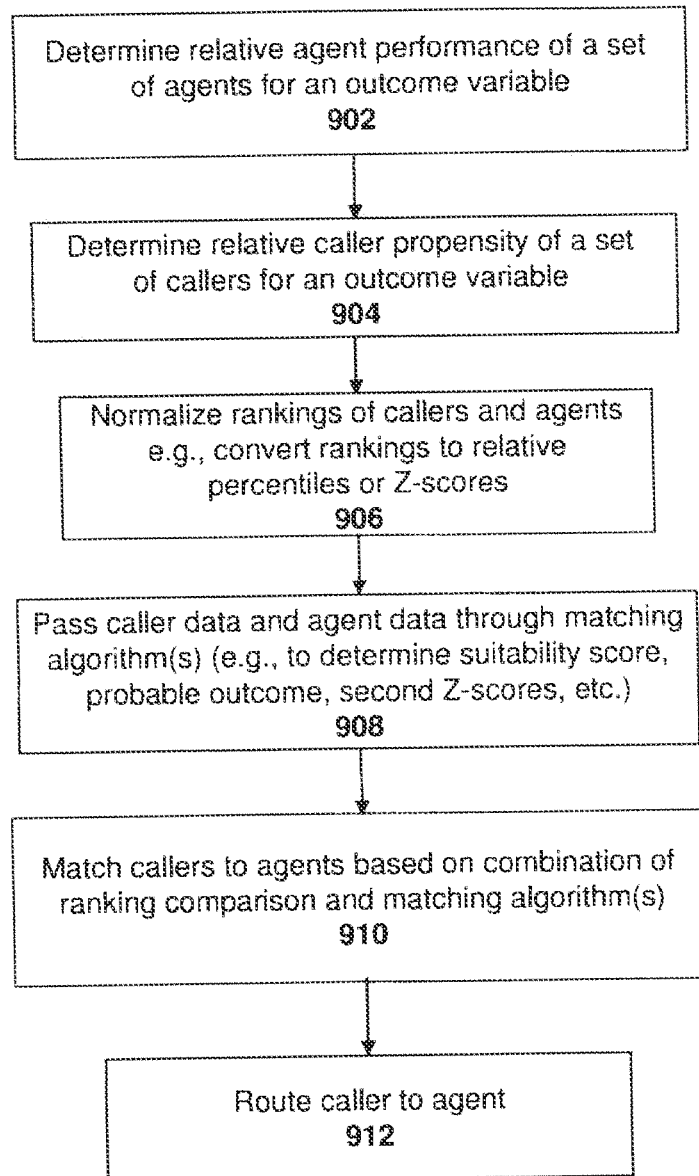 Determine relative agent performance of a set
of agents for an outcome variable
902
Determine relative caller propensity of a set
of callers for an outcome variable
904
Normalize rankings of callers and agents
e.g., convert rankings to relative
percentiles or Z-scores
906
Pass caller data and agent data through matching
algorithm(s) (e.g., to determine suitability score,
probable outcome, second Z-scores, etc.)
908
Match callers to agents based on combination of
ranking comparison and matching algorithm(s)
910
Route caller to agent
912